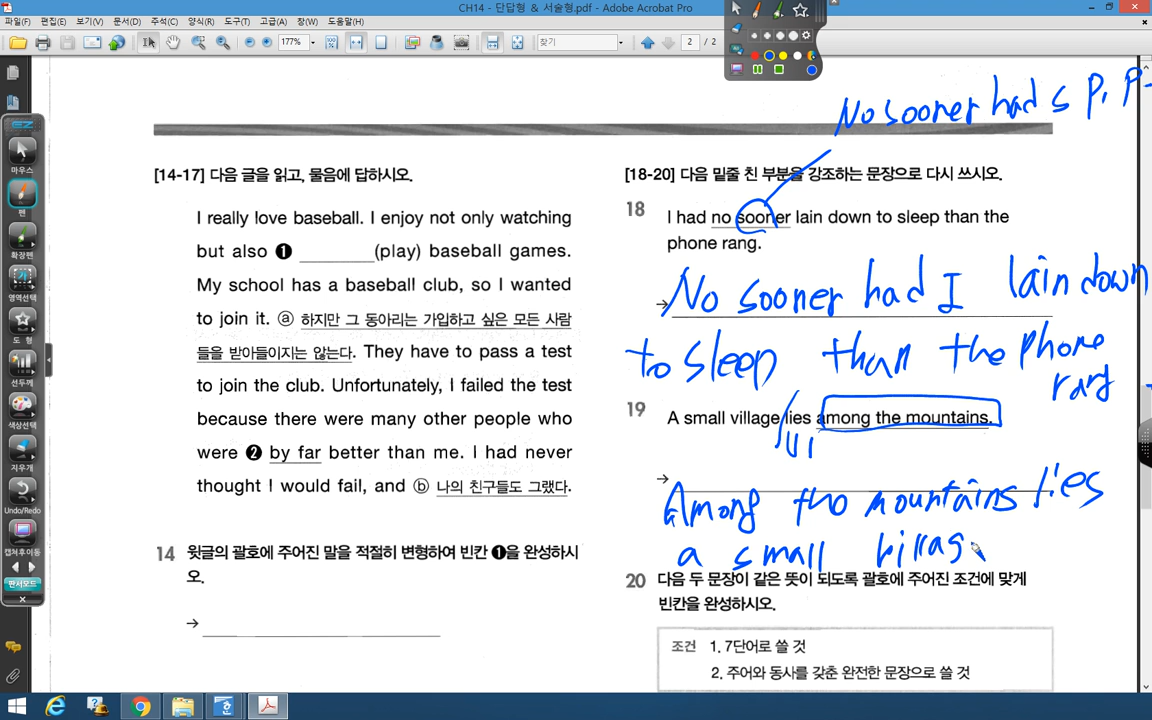 CH14 - 단답형 & 서술형.pdf - Adobe Acrobat Pro
파일(F) 편집(E) 보기(V) 문서(D) 주석(C) 양식(R) 도구(T) 고급(A) 창(W) 도움말(H)
177% 찾기 2 / 2
No sooner had s p. p
[14-17] 다음 글을 읽고, 물음에 답하시오.
I really love baseball. I enjoy not only watching
but also ❶ ________ (play) baseball games.
My school has a baseball club, so I wanted
to join it. ⓐ 하지만 그 동아리는 가입하고 싶은 모든 사람
들을 받아들이지는 않는다. They have to pass a test
to join the club. Unfortunately, I failed the test
because there were many other people who
were ❷ by far better than me. I had never
thought I would fail, and ⓑ 나의 친구들도 그랬다.
14 윗글의 괄호에 주어진 말을 적절히 변형하여 빈칸 ❶을 완성하시
오.
→
[18-20] 다음 밑줄 친 부분을 강조하는 문장으로 다시 쓰시오.
18 I had no sooner lain down to sleep than the
phone rang.
→ No sooner had I lain down
to sleep than the phone
rang
19 A small village lies among the mountains.
→ Among the mountains lies
a small
20 다음 두 문장이 같은 뜻이 되도록 괄호에 주어진 조건에 맞게
빈칸을 완성하시오.
조건 1. 7단어로 쓸 것
2. 주어와 동사를 갖춘 완전한 문장으로 쓸 것
EZ
마우스
펜
형광펜
영역선택
도 형
선두께
색상선택
지우개
Undo/Redo
캡쳐후이동
판서모드